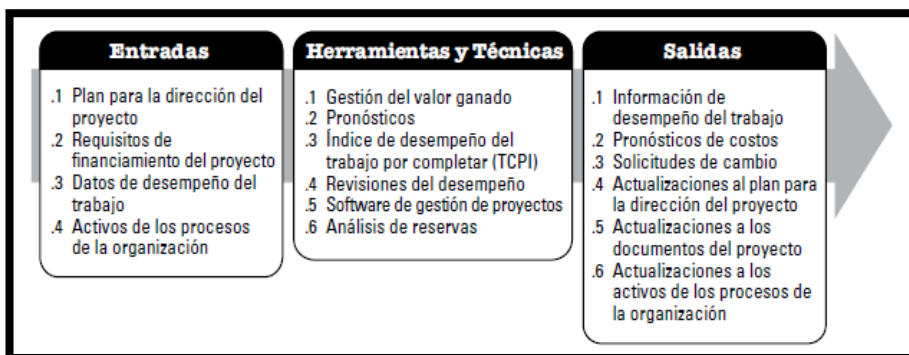 Entradas
.1 Plan para la dirección del
proyecto
.2 Requisitos de
financiamiento del proyecto
.3 Datos de desempeño del
trabajo
.4 Activos de los procesos
de la organización
Herramientas y Técnicas
.1 Gestión del valor ganado
.2 Pronósticos
.3 Índice de desempeño del
trabajo por completar (TCPI)
.4 Revisiones del desempeño
.5 Software de gestión de proyectos
.6 Análisis de reservas
Salidas
.1 Información de
desempeño del trabajo
.2 Pronósticos de costos
.3 Solicitudes de cambio
.4 Actualizaciones al plan para
la dirección del proyecto
.5 Actualizaciones a los
documentos del proyecto
.6 Actualizaciones a los
activos de los procesos de
la organización